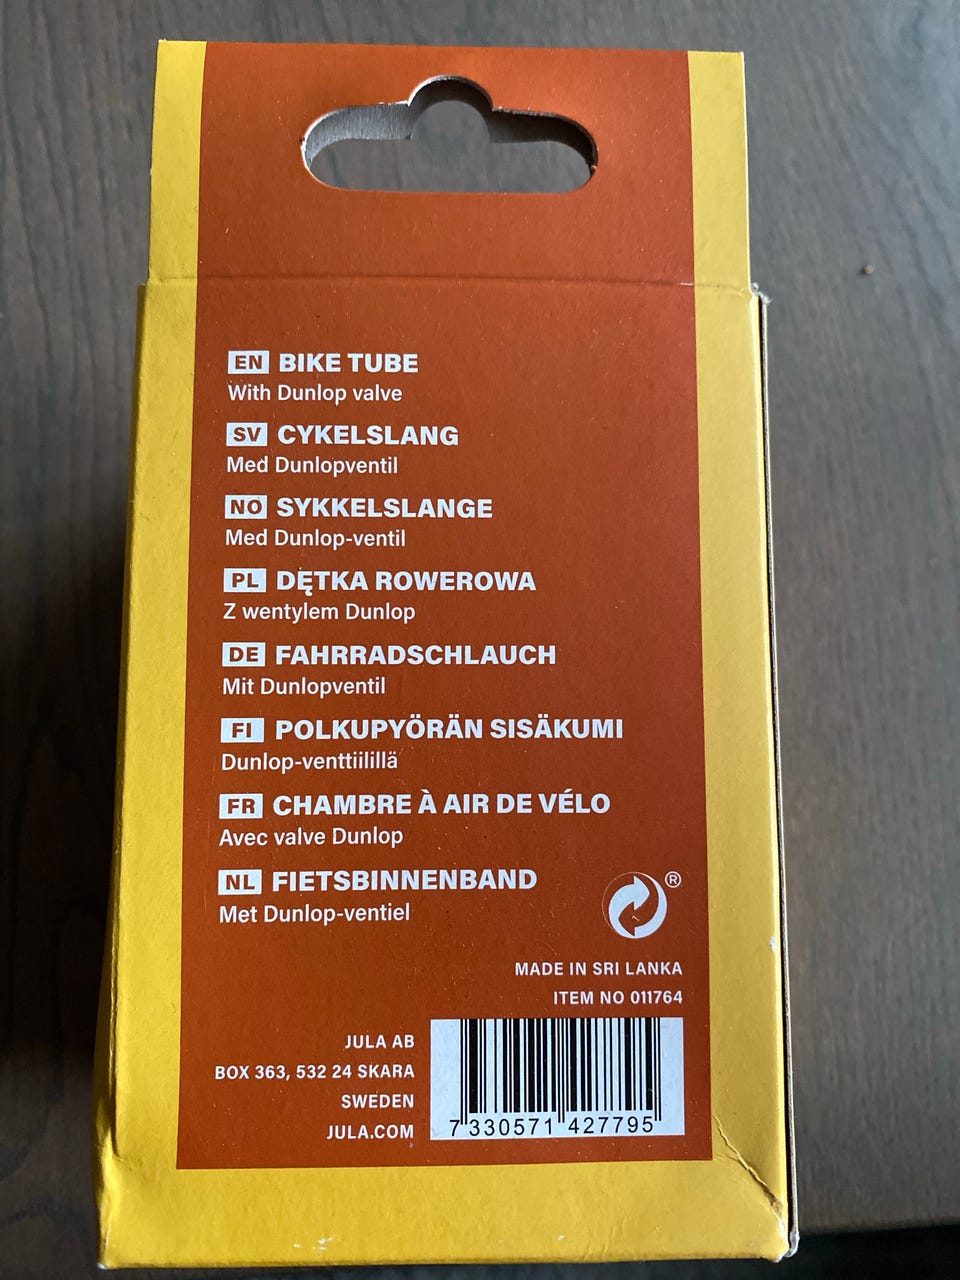 EN BIKE TUBE
With Dunlop valve
SV CYKELSLANG
Med Dunlopventil
NO SYKKELSLANGE
Med Dunlop-ventil
PL DĘTKA ROWEROWA
Z wentylem Dunlop
DE FAHRRADSCHLAUCH
Mit Dunlopventil
FI POLKUPYÖRÄN SISÄKUMI
Dunlop-venttiilillä
FR CHAMBRE À AIR DE VÉLO
Avec valve Dunlop
NL FIETSBINNENBAND
Met Dunlop-ventiel
®
MADE IN SRI LANKA
ITEM NO 011764
JULA AB
BOX 363, 532 24 SKARA
SWEDEN
JULA.COM
7 330571 427795